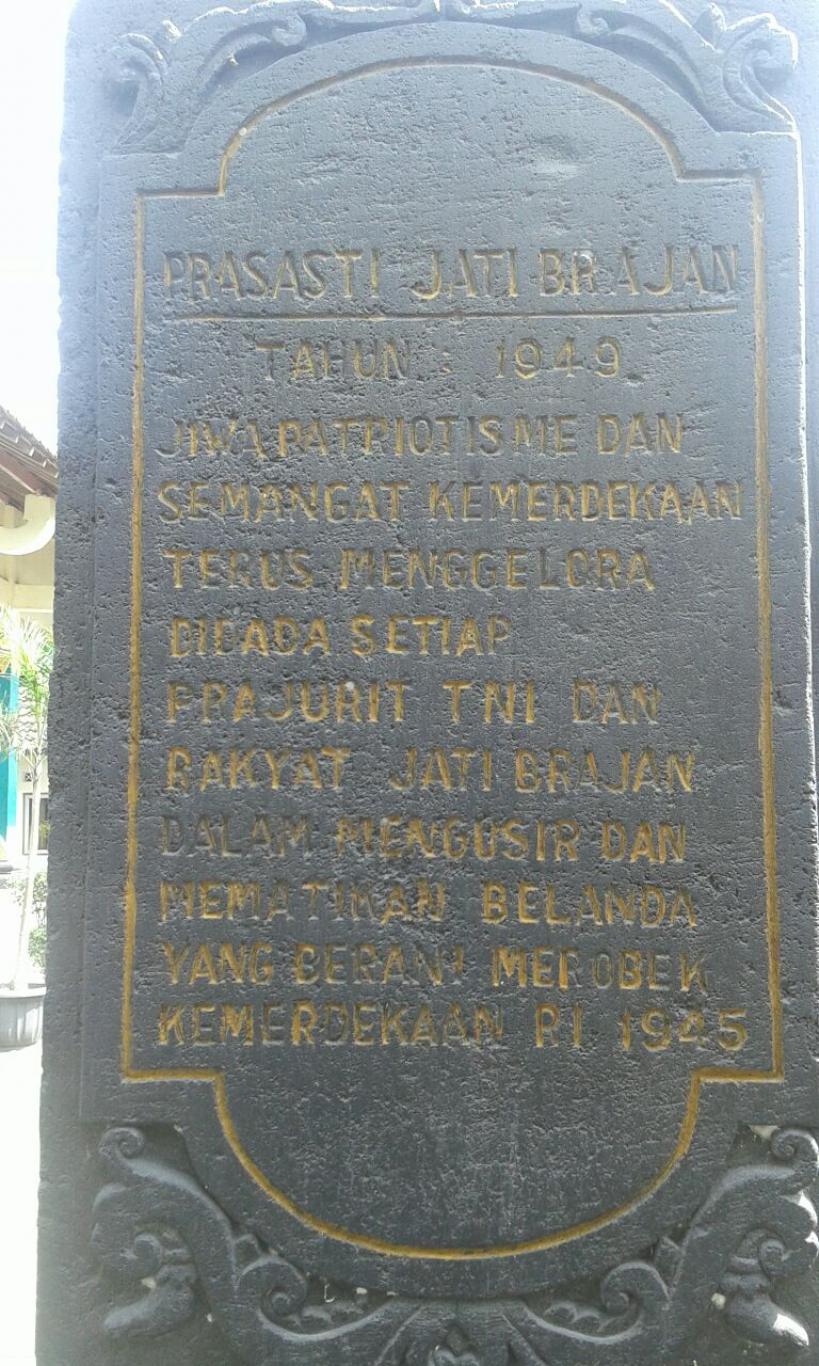 PRASASTI JATI BRAJAN
TAHUN : 1949
JIWA PATRIOTISME DAN
SEMANGAT KEMERDEKAAN
TERUS MENGGELORA
DIDADA SETIAP
PRAJURIT TNI DAN
RAKYAT JATI BRAJAN
DALAM MENGUSIR DAN
MEMATIKAN BELANDA
YANG BERANI MEROBEK
KEMERDEKAAN RI 1945